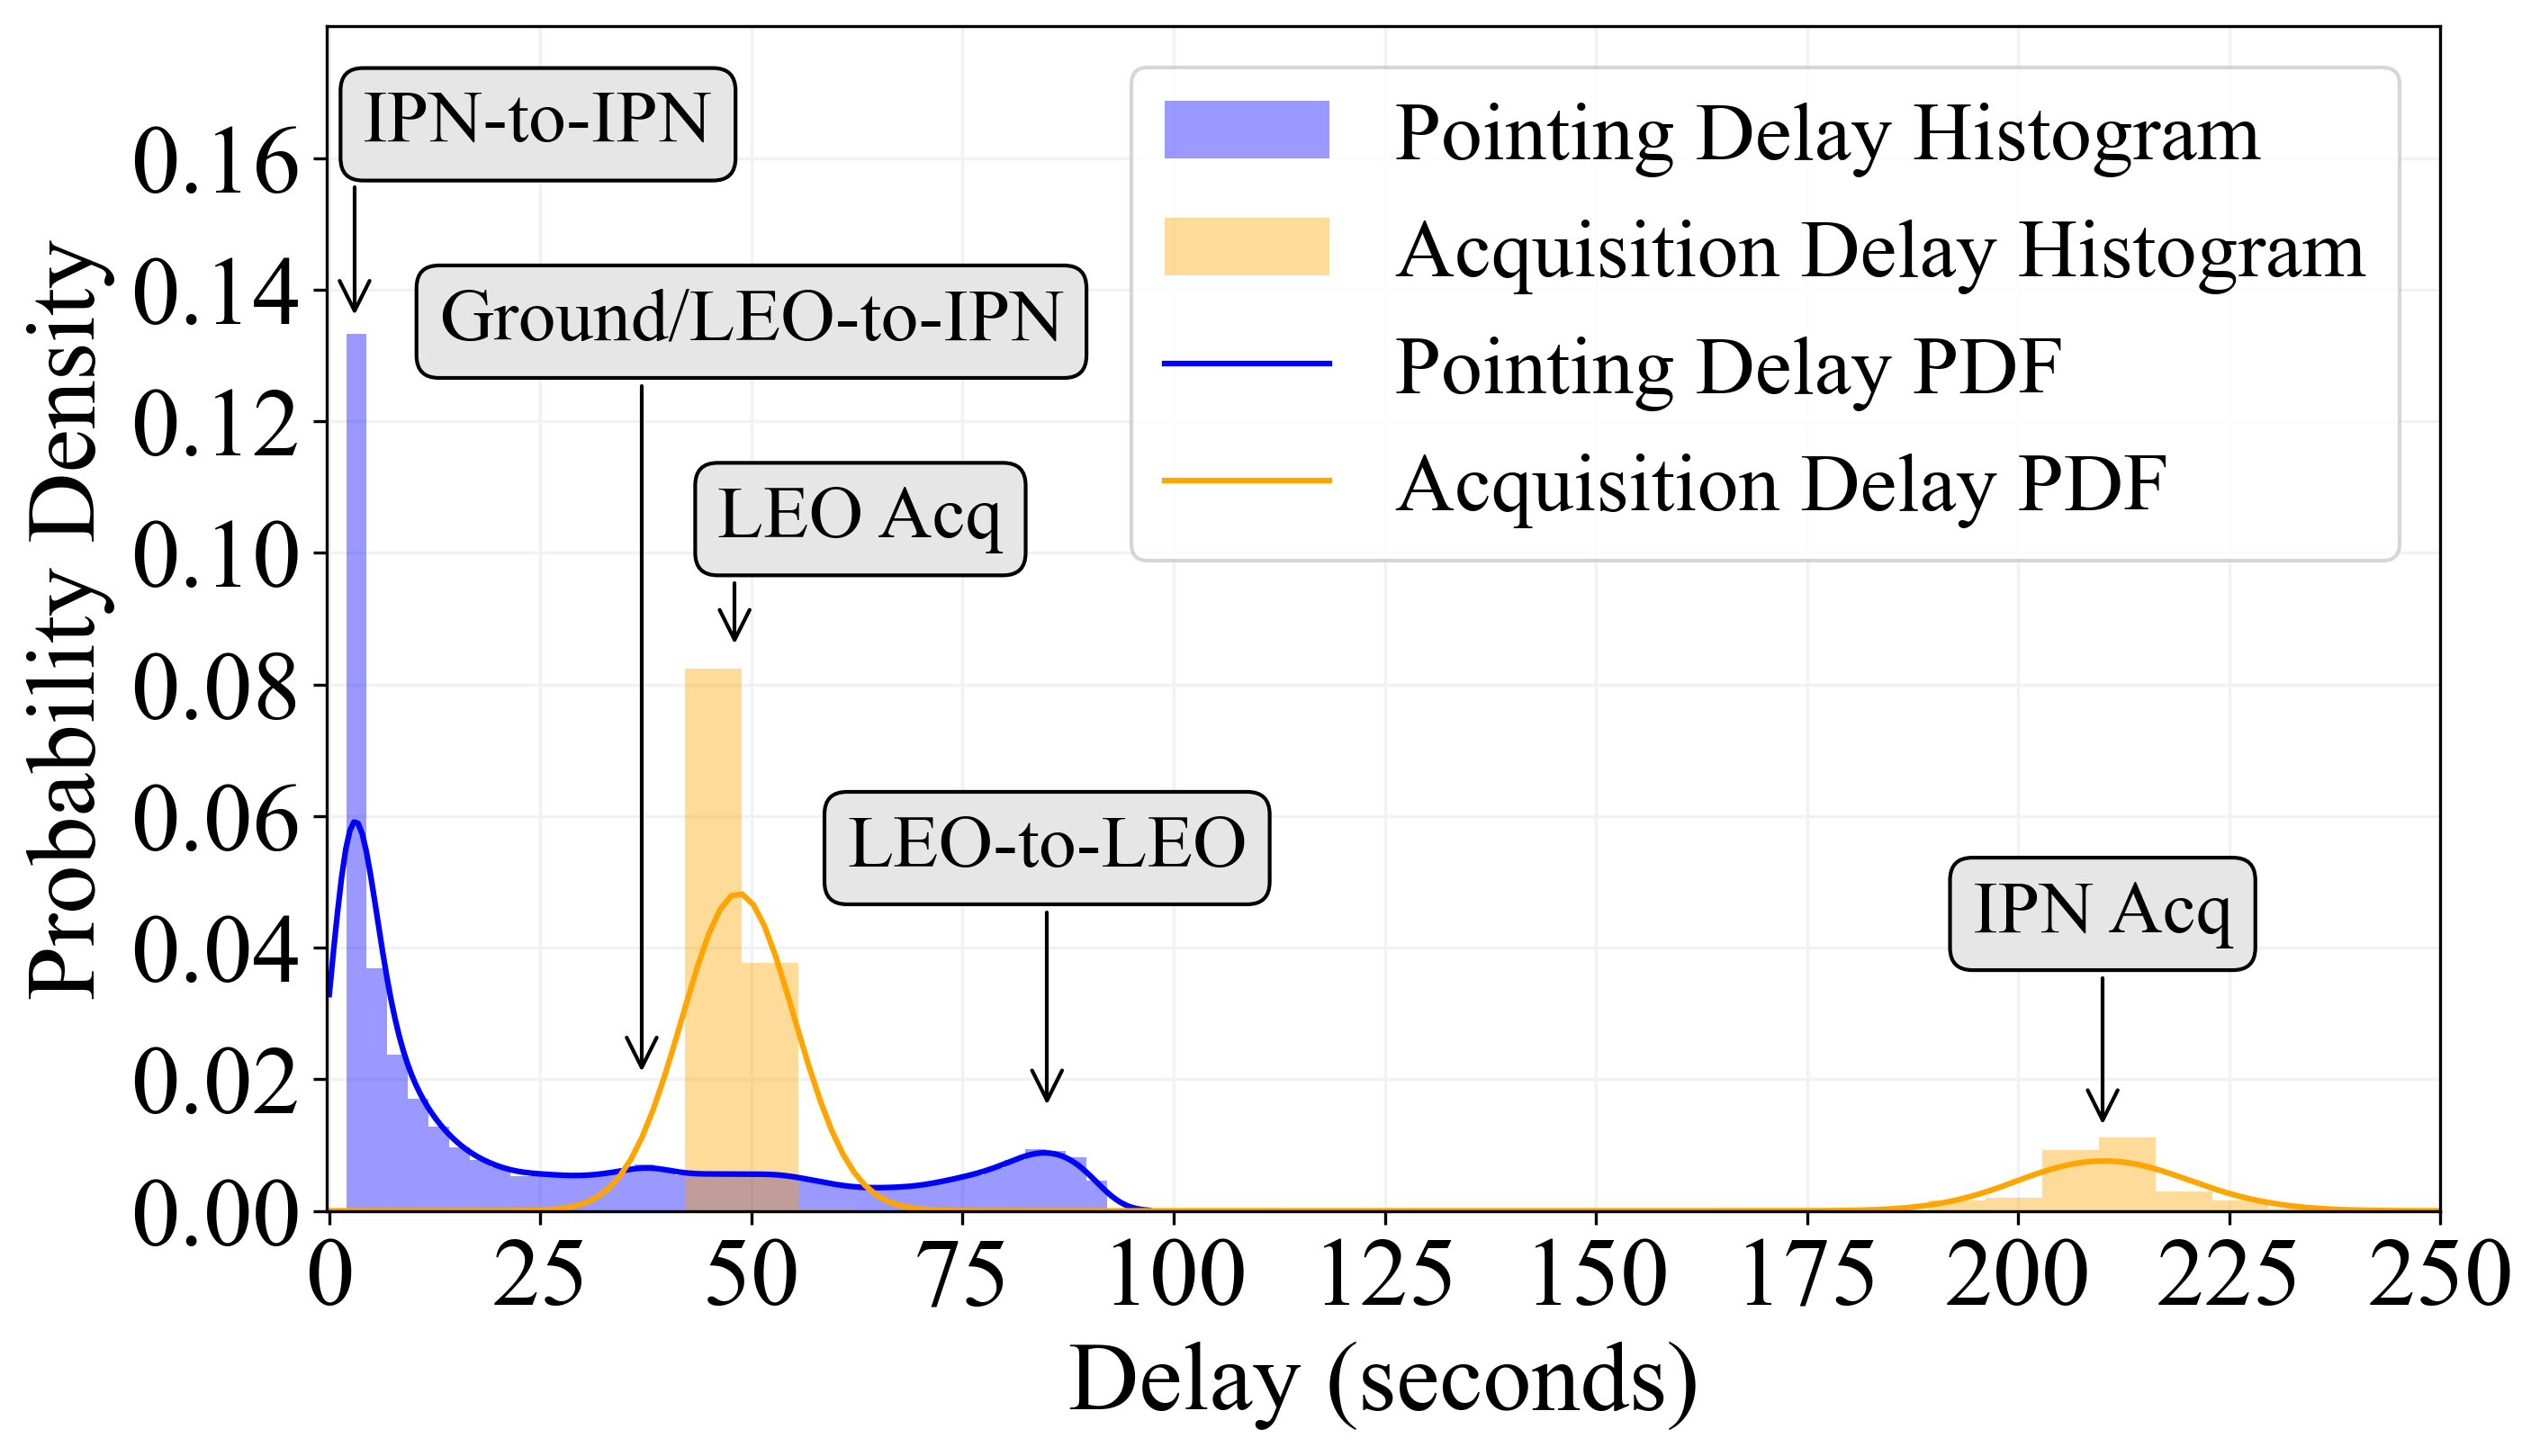 IPN-to-IPN
Ground/LEO-to-IPN
LEO Acq
LEO-to-LEO
IPN Acq
Pointing Delay Histogram
Acquisition Delay Histogram
Pointing Delay PDF
Acquisition Delay PDF
Probability Density
0.16
0.14
0.12
0.10
0.08
0.06
0.04
0.02
0.00
0 25 50 75 100 125 150 175 200 225 250
Delay (seconds)